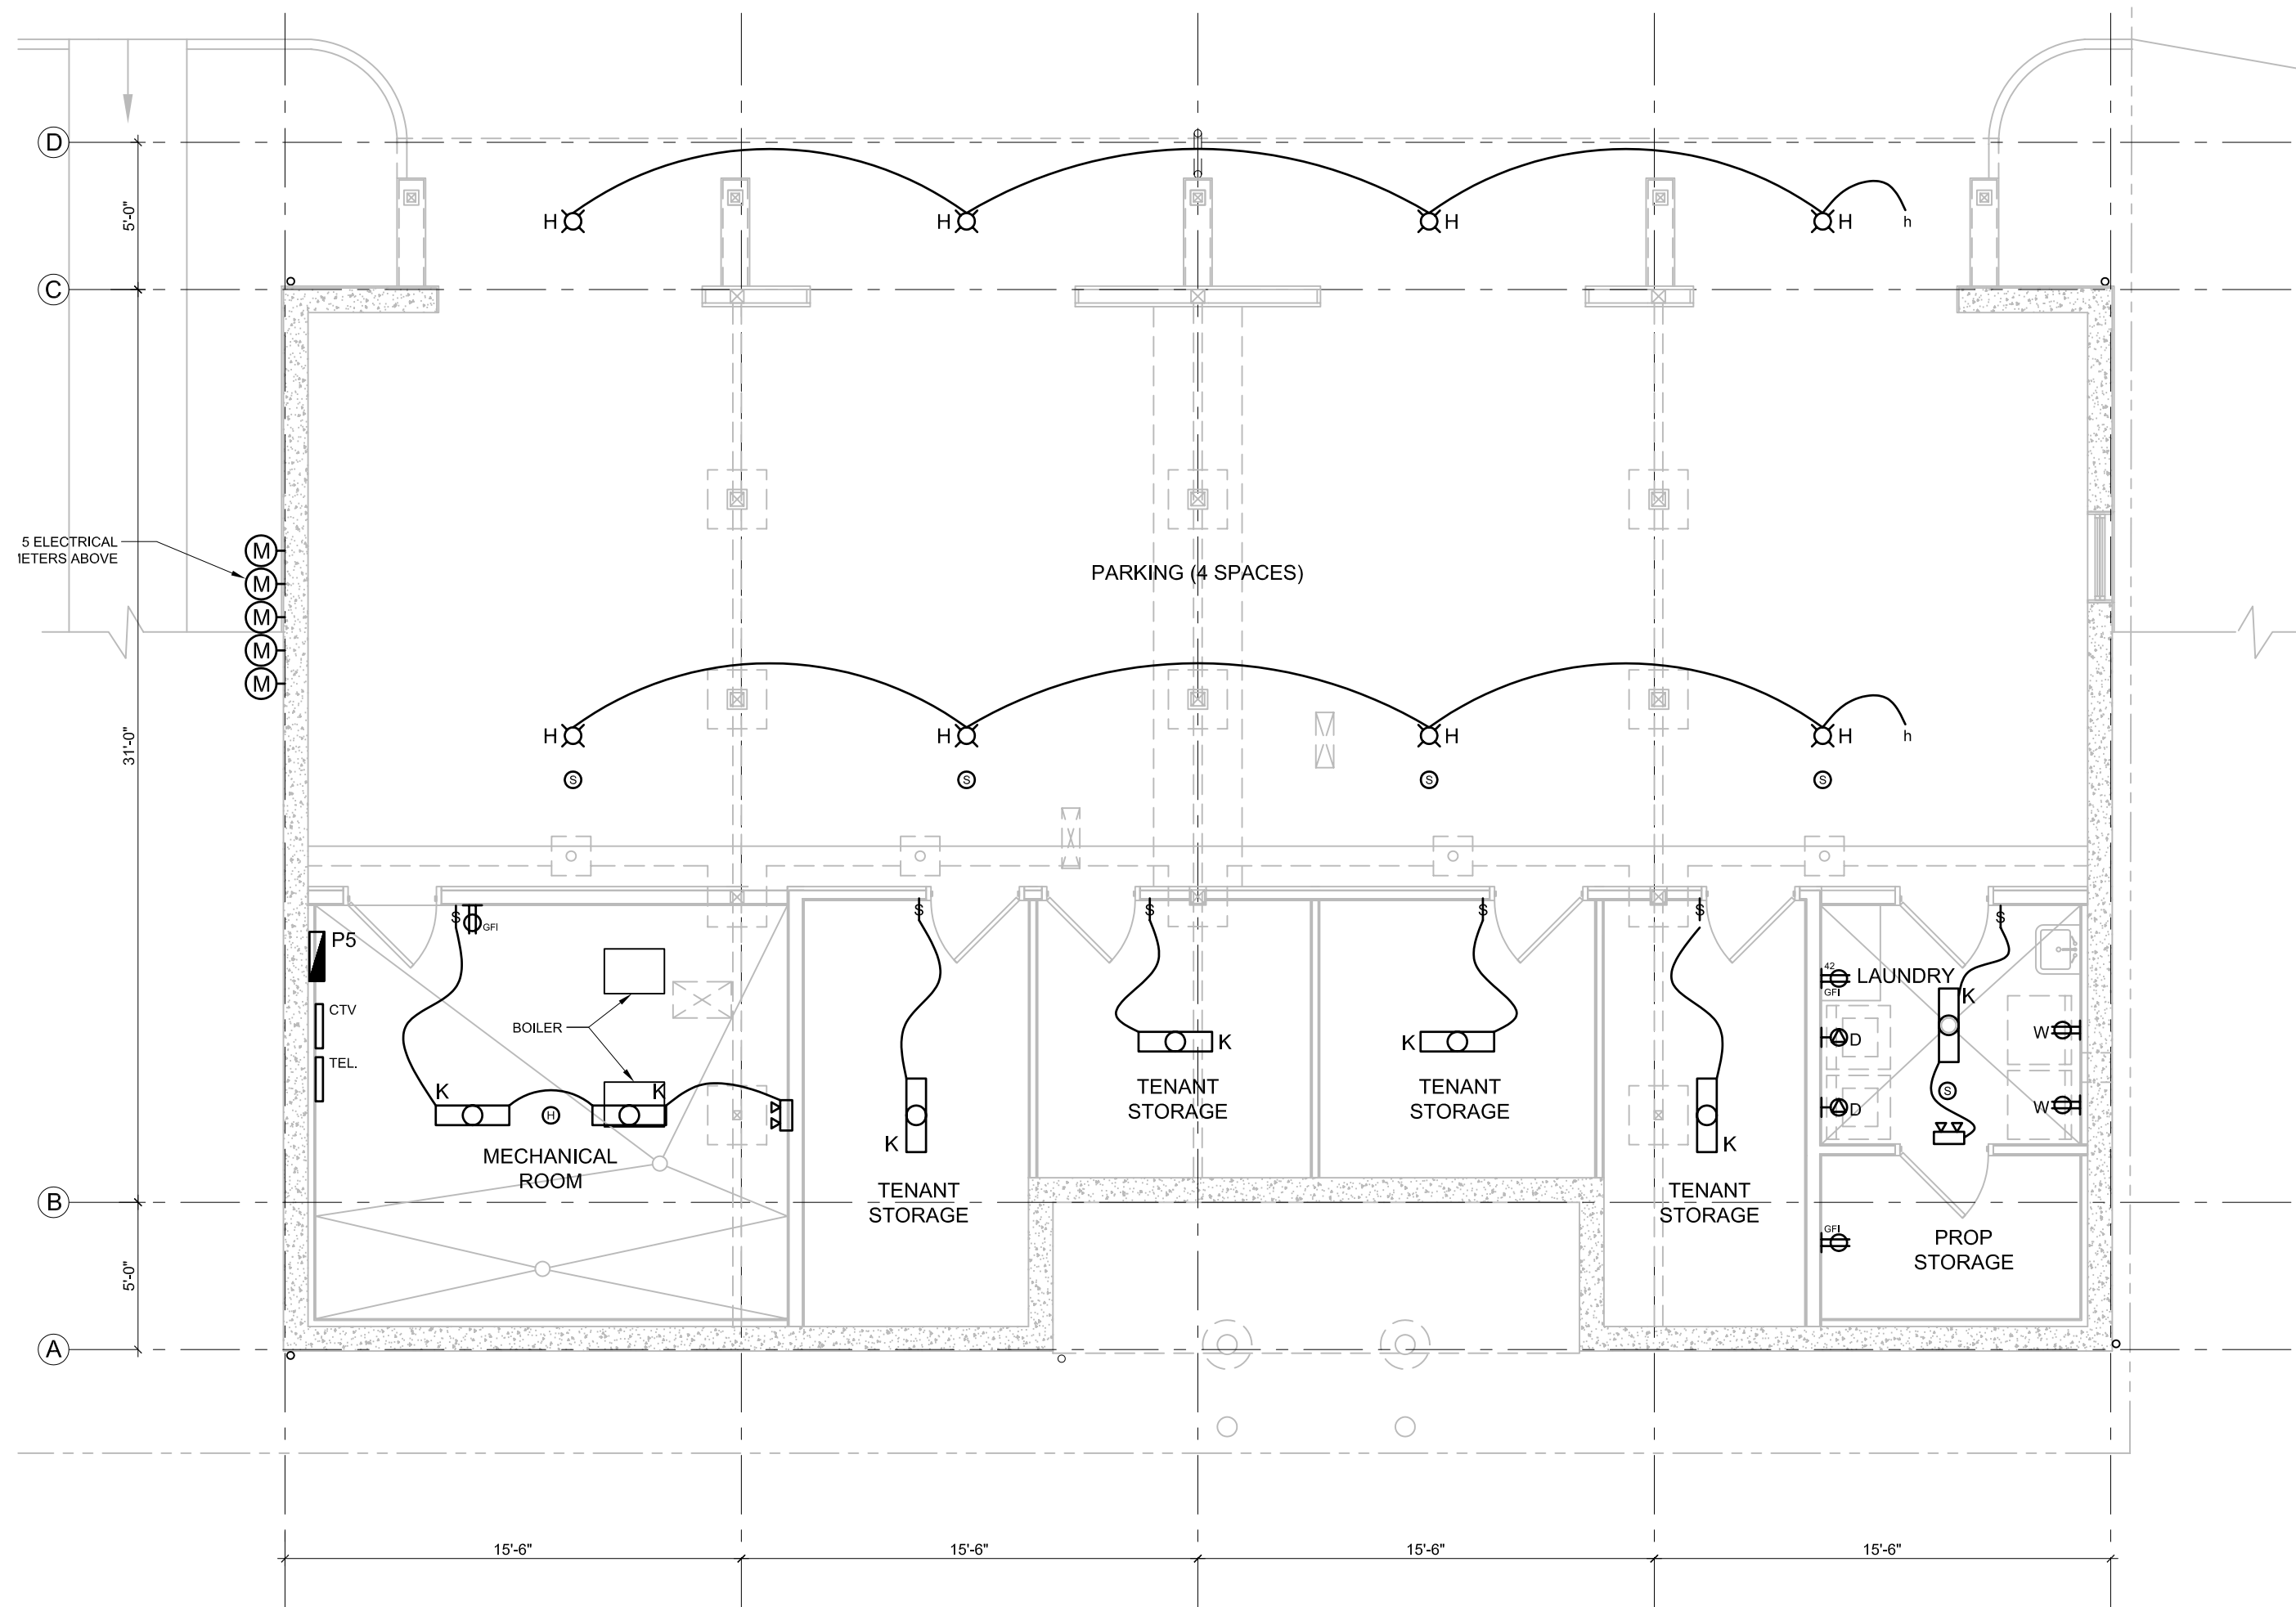 D
5'-0"
H
H
H
H
h
C
5 ELECTRICAL
METERS ABOVE
M
M
M
M
M
PARKING (4 SPACES)
31'-0"
H
H
H
H
h
S
S
S
S
S
GFI
S
S
S
S
S
P5
CTV
TEL.
BOILER
K
K
H
MECHANICAL
ROOM
K
TENANT
STORAGE
K
TENANT
STORAGE
K
TENANT
STORAGE
K
TENANT
STORAGE
42
GFI
LAUNDRY
K
D
D
W
W
S
B
GFI
PROP
STORAGE
5'-0"
A
15'-6"
15'-6"
15'-6"
15'-6"